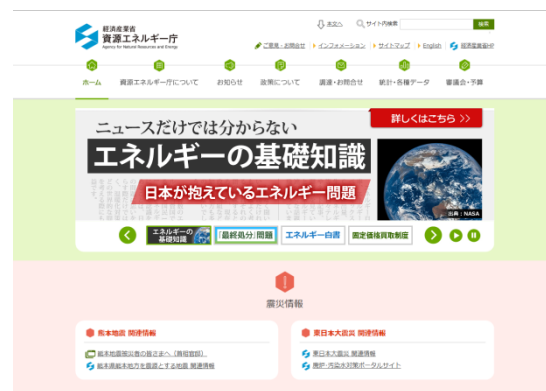 経済産業省
資源エネルギー庁
Agency for Natural Resources and Energy
本文へ サイト内検索 検索
ご意見・お問合せ インフォメーション サイトマップ English 経済産業省HP
ホーム 資源エネルギー庁について お知らせ 政策について 調達・お問合せ 統計・各種データ 審議会・予算
ニュースだけでは分からない
詳しくはこちら >>
エネルギーの基礎知識
日本が抱えているエネルギー問題
出典:NASA
エネルギーの
基礎知識
「最終処分」問題 エネルギー白書 固定価格買取制度
震災情報
熊本地震 関連情報
熊本地震被災者の皆さまへ(首相官邸)
熊本県熊本地方を震源とする地震 関連情報
東日本大震災 関連情報
東日本大震災 関連情報
廃炉・汚染水対策ポータルサイト